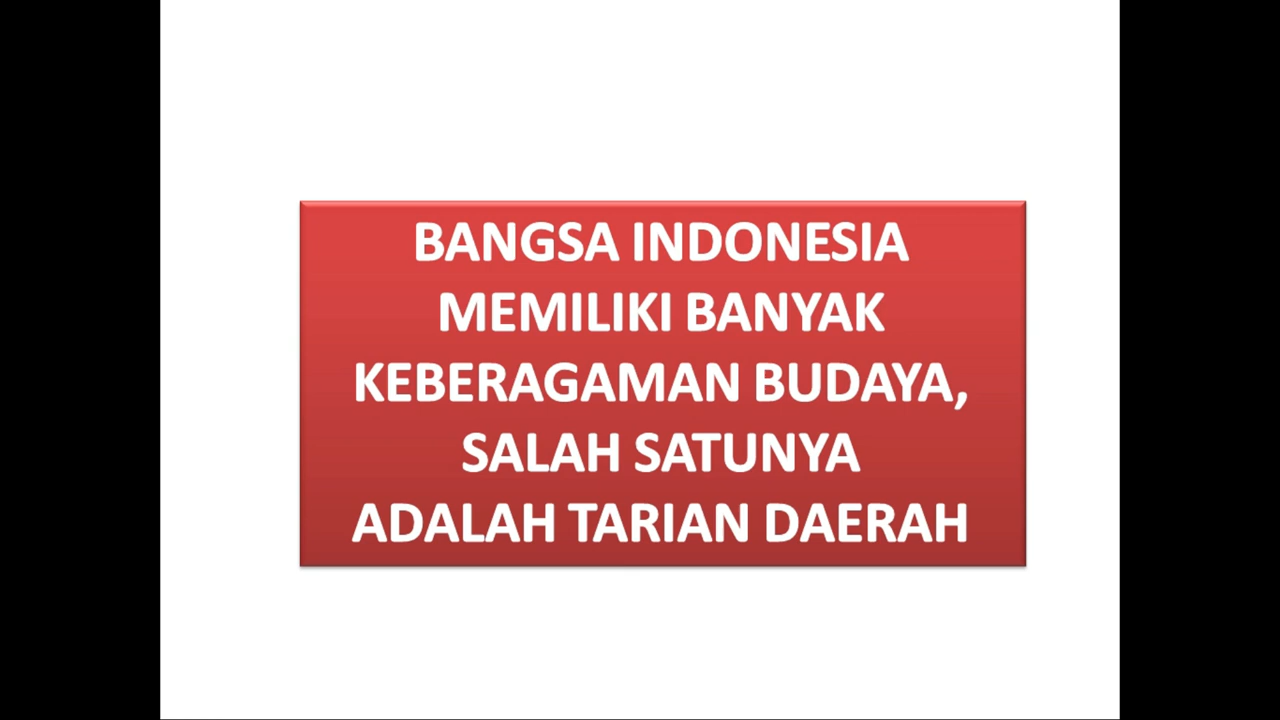 BANGSA INDONESIA
MEMILIKI BANYAK
KEBERAGAMAN BUDAYA,
SALAH SATUNYA
ADALAH TARIAN DAERAH